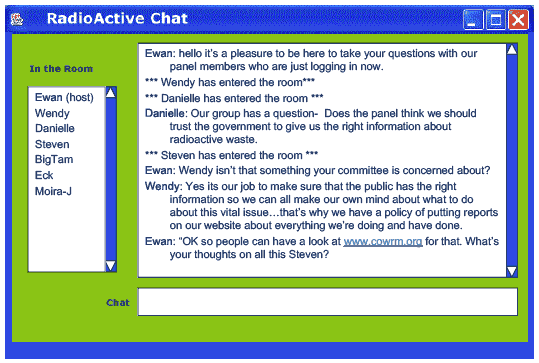 RadioActive Chat
In the Room
Ewan (host)
Wendy
Danielle
Steven
BigTam
Eck
Moira-J
Ewan: hello it's a pleasure to be here to take your questions with our
panel members who are just logging in now.
*** Wendy has entered the room***
*** Danielle has entered the room ***
Danielle: Our group has a question- Does the panel think we should
trust the government to give us the right information about
radioactive waste.
*** Steven has entered the room ***
Ewan: Wendy isn't that something your committee is concerned about?
Wendy: Yes its our job to make sure that the public has the right
information so we can all make our own mind about what to do
about this vital issue…that's why we have a policy of putting reports
on our website about everything we're doing and have done.
Ewan: "OK so people can have a look at www.cowrm.org for that. What's
your thoughts on all this Steven?
Chat